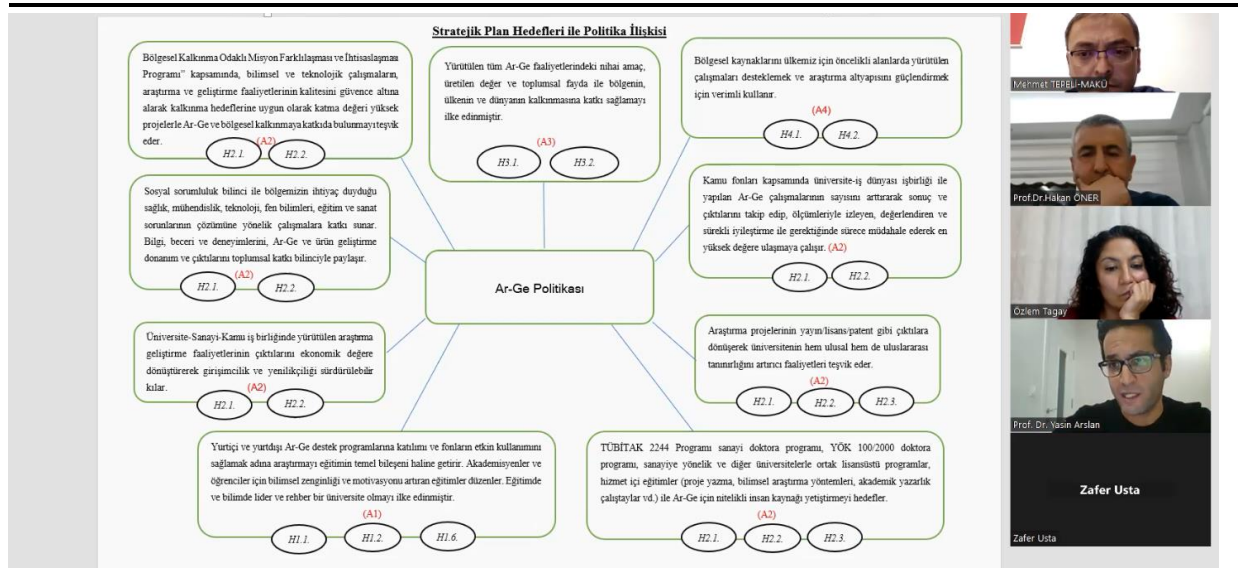 Stratejik Plan Hedefleri ile Politika İlişkisi
Bölgesel Kalkınma Odaklı Misyon Farklılaşması ve İhtisaslaşması
Programı” kapsamında, bilimsel ve teknolojik çalışmaların,
araştırma ve geliştirme faaliyetlerinin kalitesini güvence altına
alarak kalkınma hedeflerine uygun olarak katma değeri yüksek
projelerle Ar-Ge ve bölgesel kalkınmaya katkıda bulunmayı teşvik
eder.
(A2)
H2.1. H2.2.
Yürütülen tüm Ar-Ge faaliyetlerindeki nihai amaç,
üretilen değer ve toplumsal fayda ile bölgenin,
ülkenin ve dünyanın kalkınmasına katkı sağlamayı
ilke edinmiştir.
(A3)
H3.1. H3.2.
Bölgesel kaynaklarını ülkemiz için öncelikli alanlarda yürütülen
çalışmaları desteklemek ve araştırma altyapısını güçlendirmek
için verimli kullanır.
(A4)
H4.1. H4.2.
Sosyal sorumluluk bilinci ile bölgemizin ihtiyaç duyduğu
sağlık, mühendislik, teknoloji, fen bilimleri, eğitim ve sanat
sorunlarının çözümüne yönelik çalışmalara katkı sunar.
Bilgi, beceri ve deneyimlerini, Ar-Ge ve ürün geliştirme
donanım ve çıktılarını toplumsal katkı bilinciyle paylaşır.
(A2)
H2.1. H2.2.
Ar-Ge Politikası
Kamu fonları kapsamında üniversite-iş dünyası işbirliği ile
yapılan Ar-Ge çalışmalarının sayısını arttırarak sonuç ve
çıktılarını takip edip, ölçümleriyle izleyen, değerlendiren ve
sürekli iyileştirme ile gerektiğinde sürece müdahale ederek en
yüksek değere ulaşmaya çalışır. (A2)
H2.1. H2.2.
Üniversite-Sanayi-Kamu iş birliğinde yürütülen araştırma
geliştirme faaliyetlerinin çıktılarını ekonomik değere
dönüştürerek girişimcilik ve yenilikçiliği sürdürülebilir
kılar.
(A2)
H2.1. H2.2.
Araştırma projelerinin yayın/lisans/patent gibi çıktılara
dönüşerek üniversitenin hem ulusal hem de uluslararası
tanınırlığını artırıcı faaliyetleri teşvik eder.
(A2)
H2.1. H2.2. H2.3.
Yurtiçi ve yurtdışı Ar-Ge destek programlarına katılımı ve fonların etkin kullanımını
sağlamak adına araştırmayı eğitimin temel bileşeni haline getirir. Akademisyenler ve
öğrenciler için bilimsel zenginliği ve motivasyonu artıran eğitimler düzenler. Eğitimde
ve bilimde lider ve rehber bir üniversite olmayı ilke edinmiştir.
(A1)
H1.1. H1.2. H1.6.
TÜBİTAK 2244 Programı sanayi doktora programı, YÖK 100/2000 doktora
programı, sanayiye yönelik ve diğer üniversitelerle ortak lisansüstü programlar,
hizmet içi eğitimler (proje yazma, bilimsel araştırma yöntemleri, akademik yazarlık
çalıştaylar vd.) ile Ar-Ge için nitelikli insan kaynağı yetiştirmeyi hedefler.
(A2)
H2.1. H2.2. H2.3.
Mehmet TEPELİ-MAKÜ
Prof.Dr.Hakan ÖNER
Özlem Tagay
Prof. Dr. Yasin Arslan
Zafer Usta
Zafer Usta